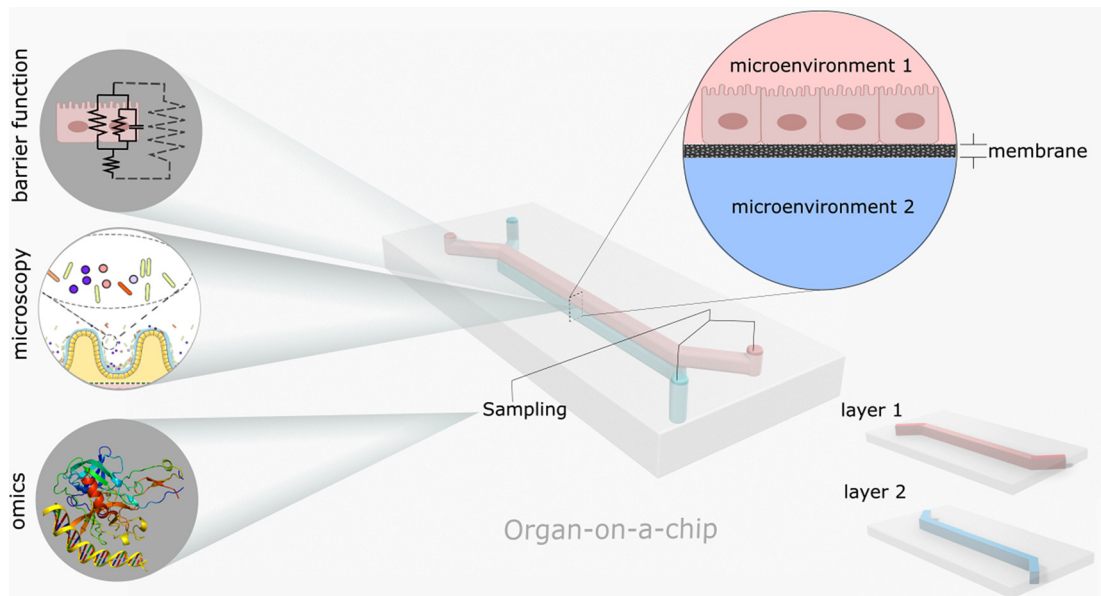 barrier function
microscopy
omics
microenvironment 1
membrane
microenvironment 2
Sampling
Organ-on-a-chip
layer 1
layer 2